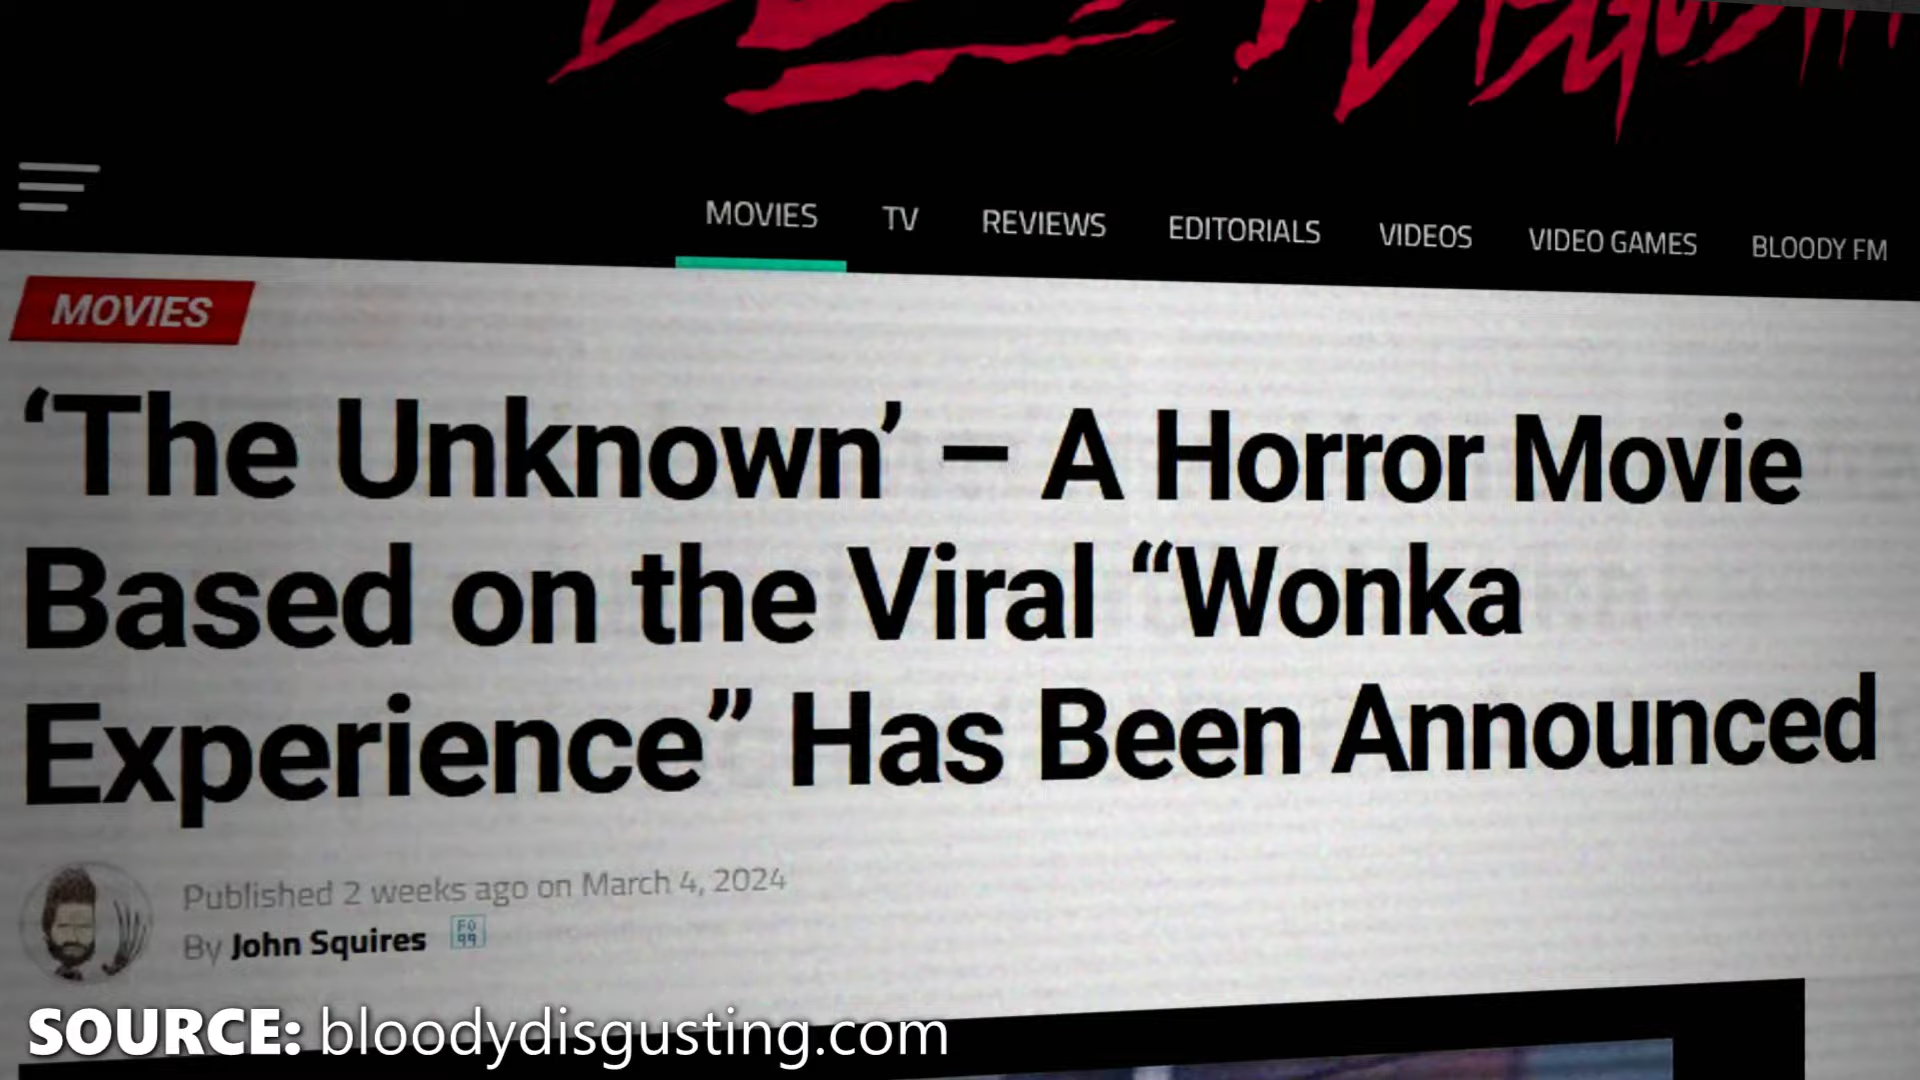 MOVIES TV REVIEWS EDITORIALS VIDEOS VIDEO GAMES BLOODY FM
MOVIES
‘The Unknown’ – A Horror Movie
Based on the Viral “Wonka
Experience” Has Been Announced
Published 2 weeks ago on March 4, 2024
By John Squires
SOURCE: bloodydisgusting.com